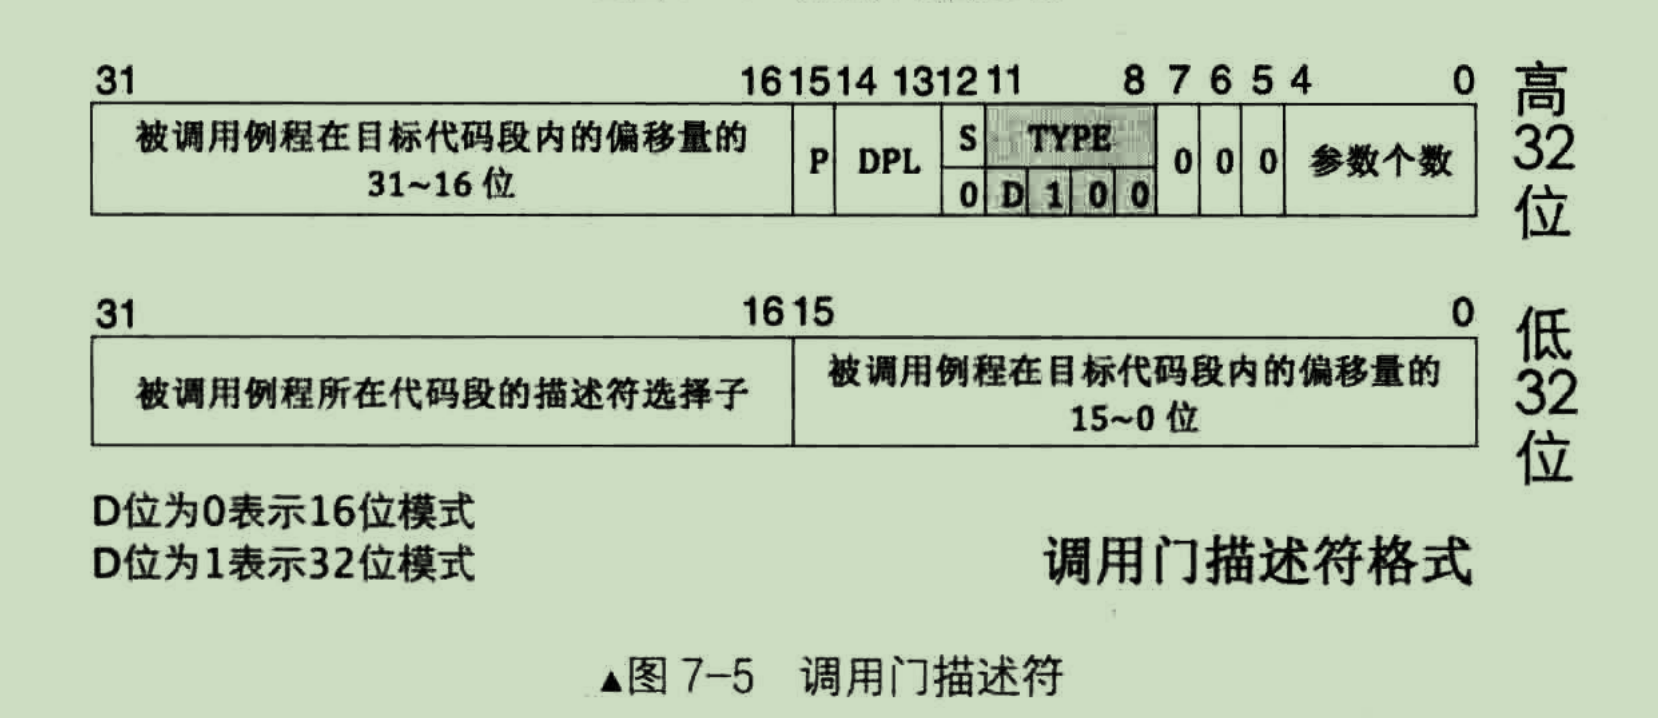 31 16 15 14 13 12 11 8 7 6 5 4 0
被调用例程在目标代码段内的偏移量的
31~16 位
P
DPL
S
TYPE
0 D 1 0 0
0 0 0
参数个数
高32位
31 16 15 0
被调用例程所在代码段的描述符选择子
被调用例程在目标代码段内的偏移量的
15~0 位
低32位
D位为0表示16位模式
D位为1表示32位模式
调用门描述符格式
▲图 7-5 调用门描述符